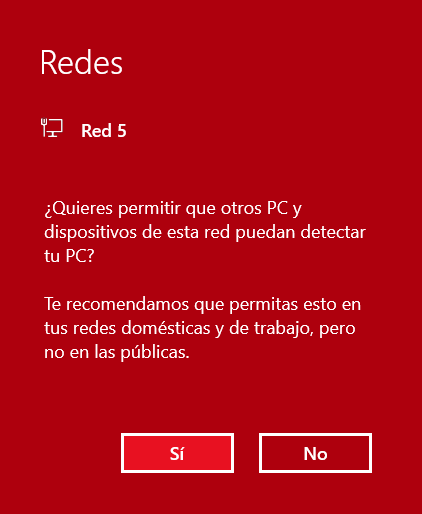 Redes
Red 5
¿Quieres permitir que otros PC y
dispositivos de esta red puedan detectar
tu PC?
Te recomendamos que permitas esto en
tus redes domésticas y de trabajo, pero
no en las públicas.
Sí
No